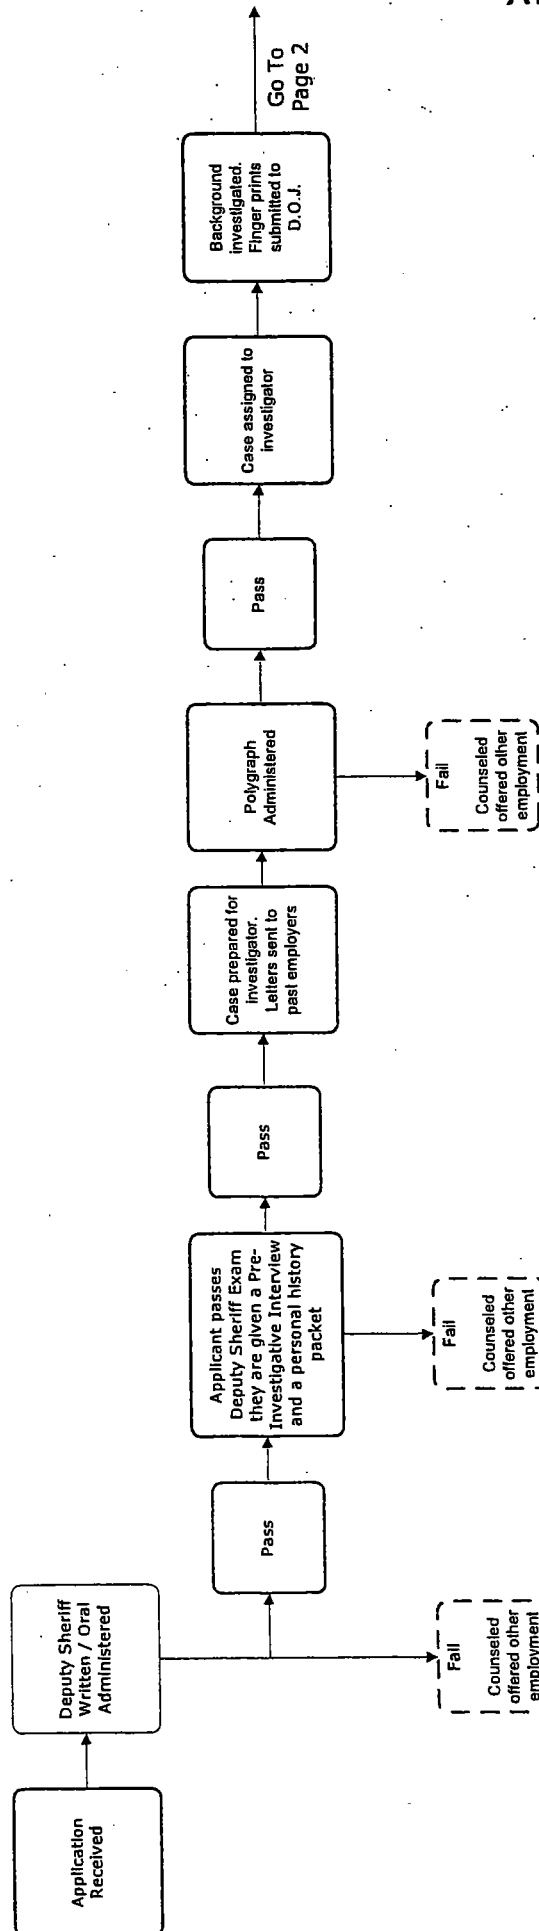 Application
Received
Deputy Sheriff
Written / Oral
Administered
Pass
Fail
Counseled
offered other
employment
Applicant passes
Deputy Sheriff Exam
they are given a Pre-
Investigative Interview
and a personal history
packet
Pass
Fail
Counseled
offered other
employment
Case prepared for
investigator.
Letters sent to
past employers
Polygraph
Administered
Pass
Fail
Counseled
offered other
employment
Case assigned to
investigator
Background
investigated.
Finger prints
submitted to
D.O.J.
Go To
Page 2